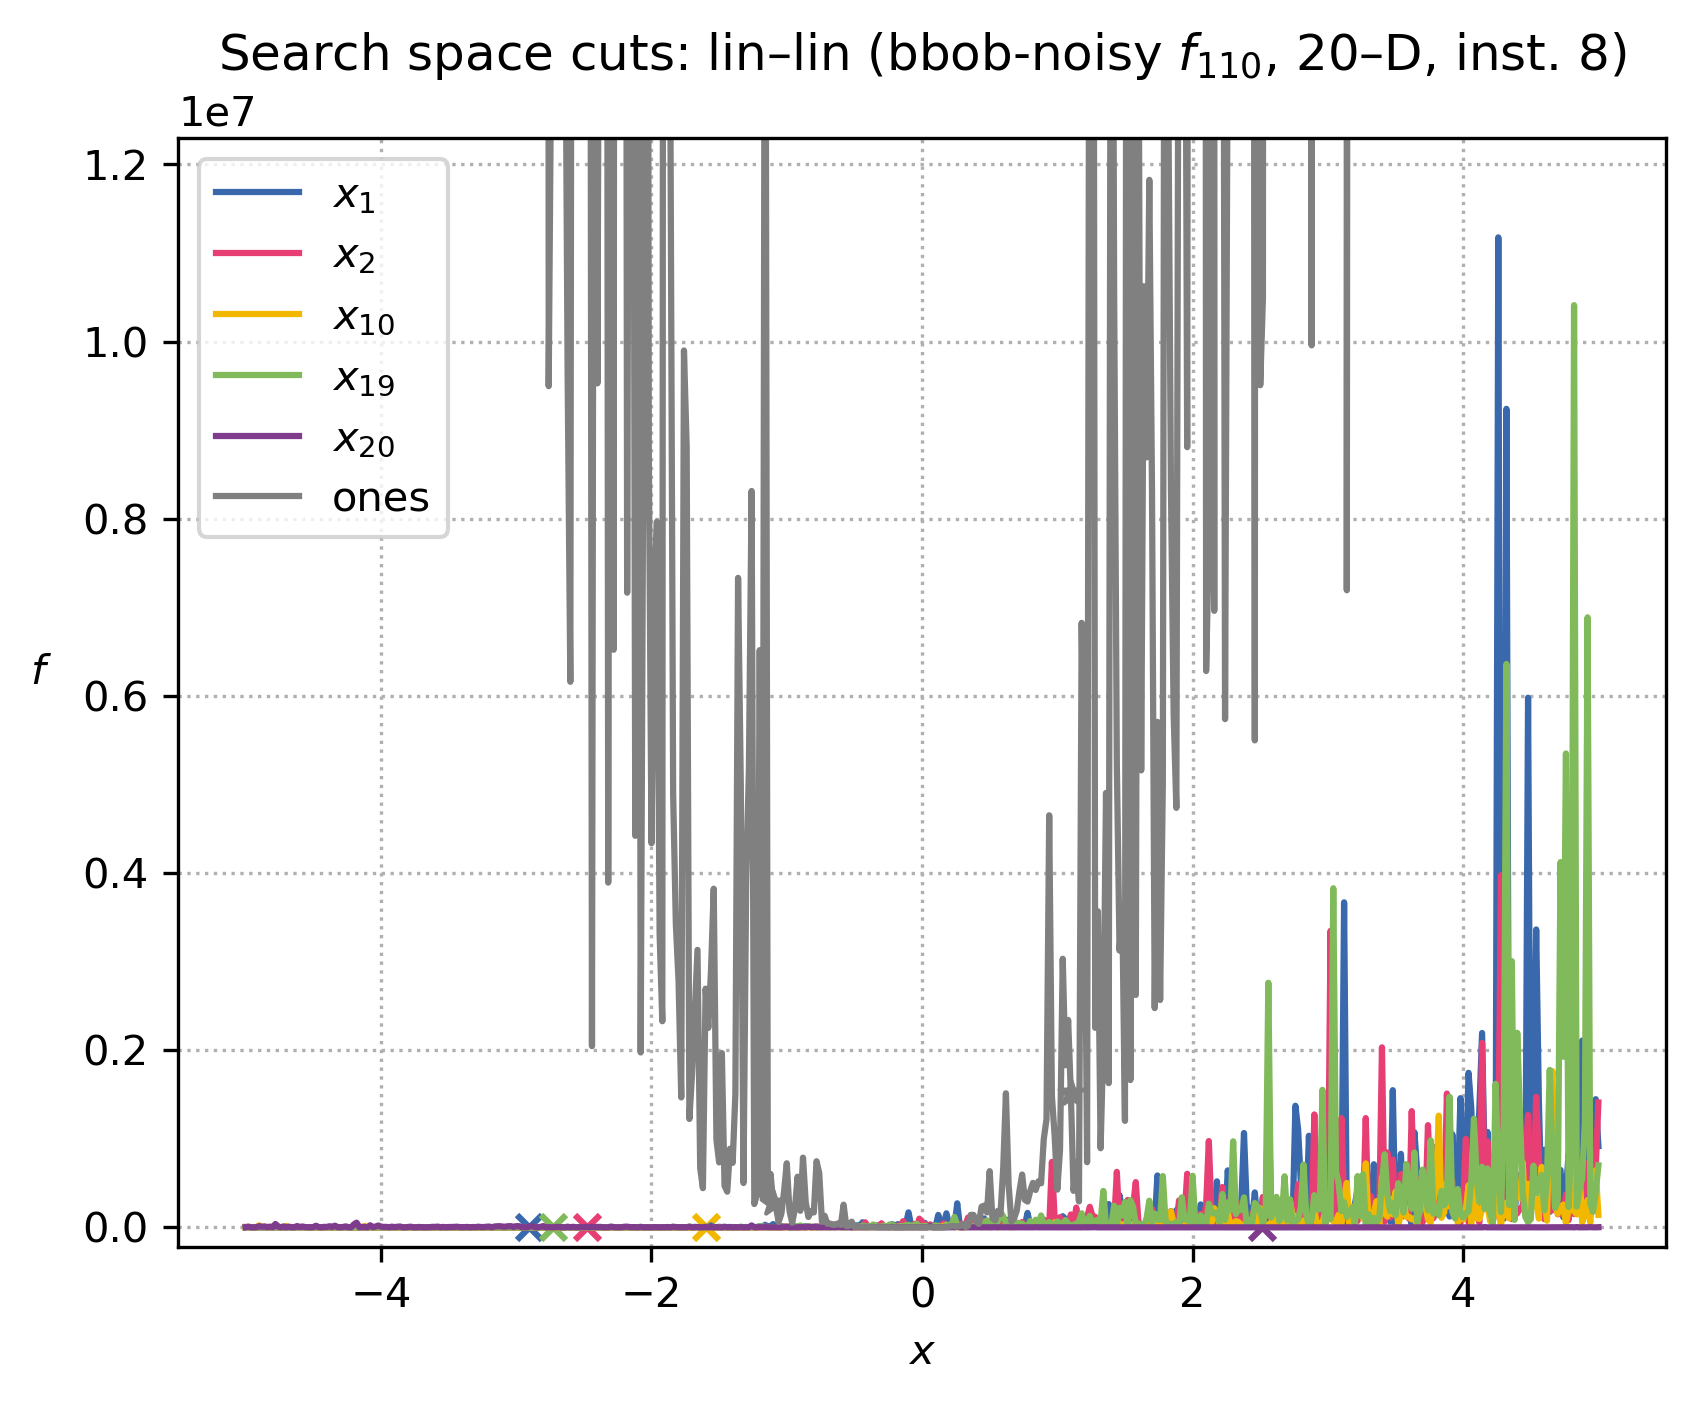 Search space cuts: lin–lin (bbob-noisy f₁₁₀, 20–D, inst. 8)
1e7
1.2
1.0
0.8
0.6
0.4
0.2
0.0
f
x₁
x₂
x₁₀
x₁₉
x₂₀
ones
−4 −2 0 2 4
x